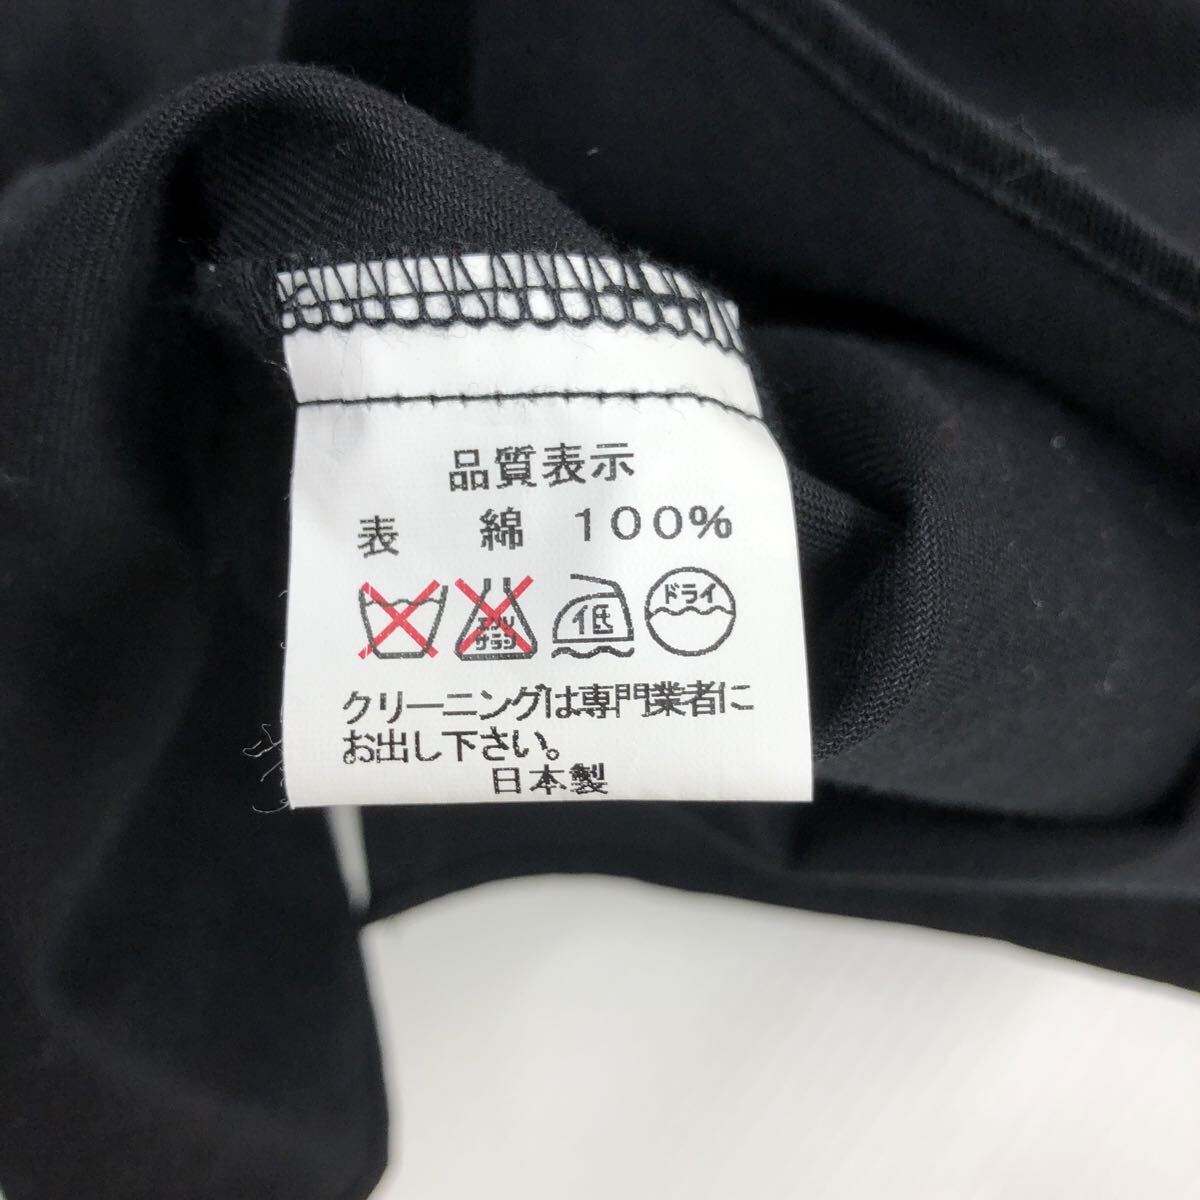 品質表示
表 綿 100%
エンソ サラシ 低 ドライ
クリーニングは専門業者に
お出し下さい。
日本製